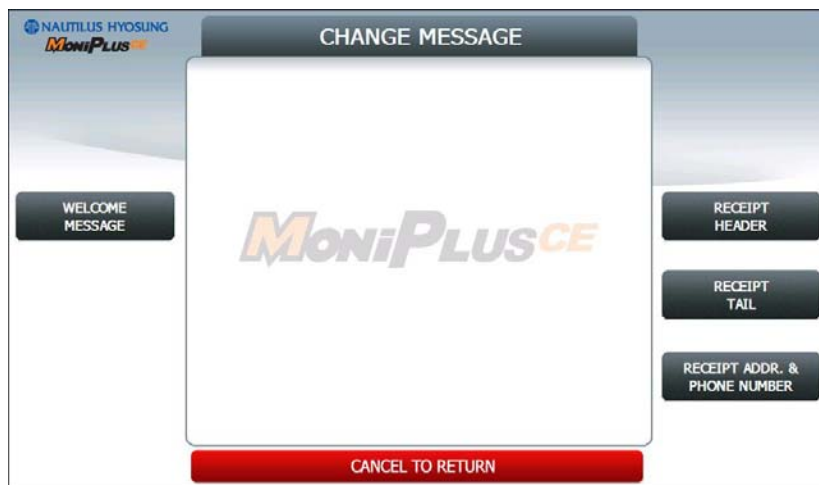 NAUTILUS HYOSUNG
MoniPlusCE
CHANGE MESSAGE
WELCOME
MESSAGE
MoniPlusCE
RECEIPT
HEADER
RECEIPT
TAIL
RECEIPT ADDR. &
PHONE NUMBER
CANCEL TO RETURN